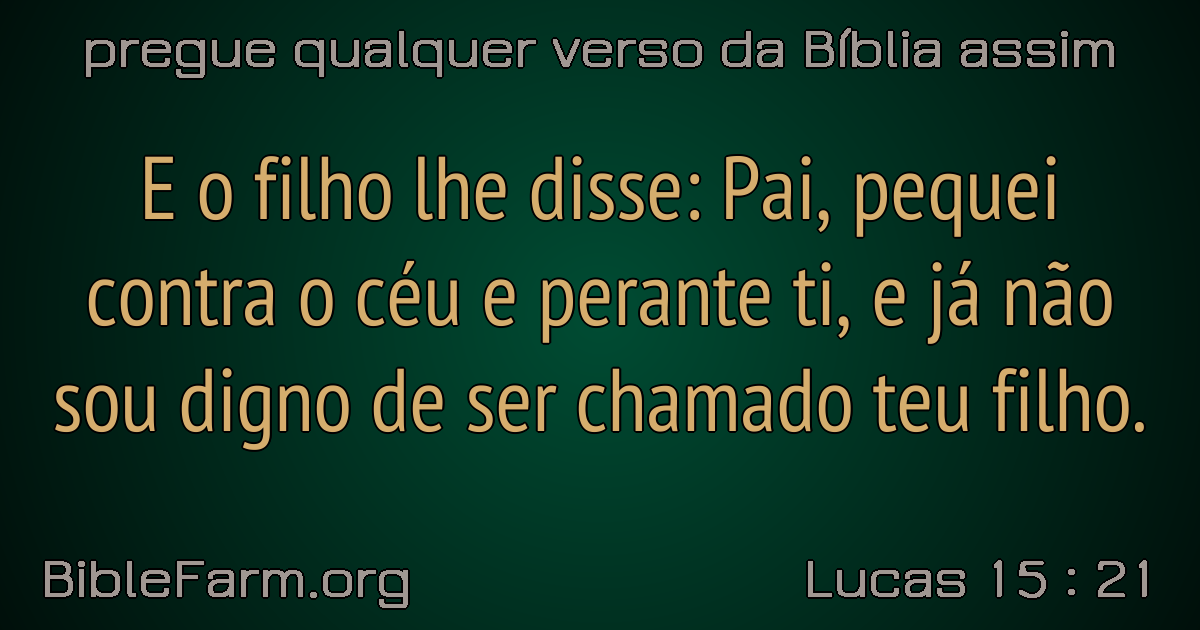 pregue qualquer verso da Bíblia assim
E o filho lhe disse: Pai, pequei
contra o céu e perante ti, e já não
sou digno de ser chamado teu filho.
BibleFarm.org
Lucas 15 : 21